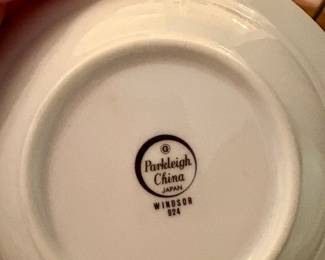 G
Parkleigh
China
JAPAN
WINDSOR
924